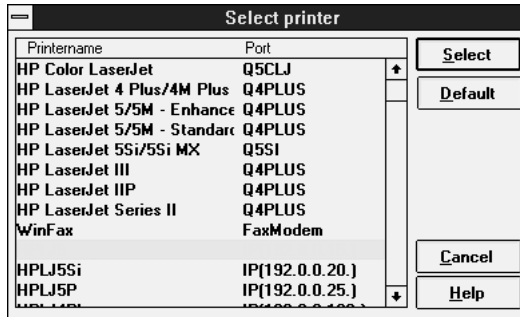 Select printer
Printername Port
HP Color LaserJet Q5CLJ
HP LaserJet 4 Plus/4M Plus Q4PLUS
HP LaserJet 5/5M - Enhance Q4PLUS
HP LaserJet 5/5M - Standard Q4PLUS
HP LaserJet 5Si/5Si MX Q5SI
HP LaserJet III Q4PLUS
HP LaserJet IIP Q4PLUS
HP LaserJet Series II Q4PLUS
WinFax FaxModem
HPLJ5Si IP(192.0.0.20.)
HPLJ5P IP(192.0.0.25.)
Select
Default
Cancel
Help